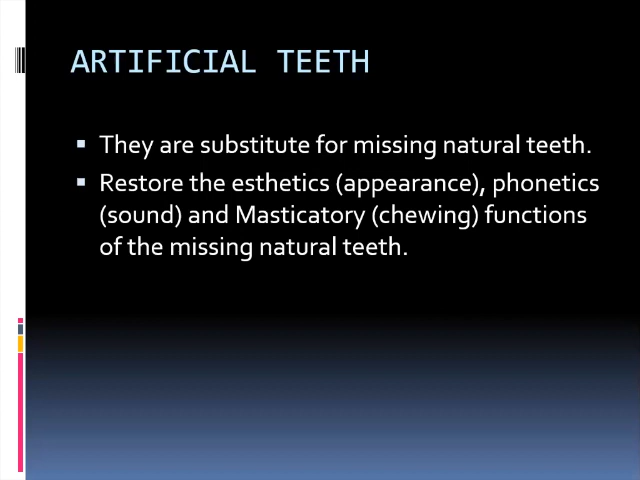 ARTIFICIAL TEETH
▪ They are substitute for missing natural teeth.
▪ Restore the esthetics (appearance), phonetics
(sound) and Masticatory (chewing) functions
of the missing natural teeth.